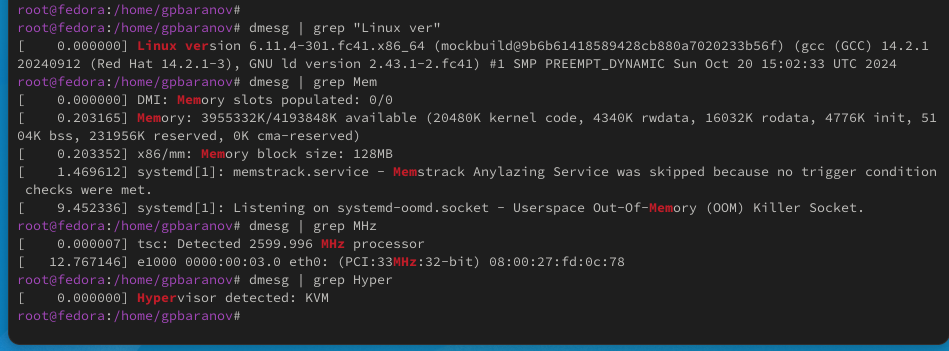 root@fedora:/home/gpbaranov#
root@fedora:/home/gpbaranov# dmesg | grep "Linux ver"
[    0.000000] Linux version 6.11.4-301.fc41.x86_64 (mockbuild@9b6b61418589428cb880a7020233b56f) (gcc (GCC) 14.2.1
20240912 (Red Hat 14.2.1-3), GNU ld version 2.43.1-2.fc41) #1 SMP PREEMPT_DYNAMIC Sun Oct 20 15:02:33 UTC 2024
root@fedora:/home/gpbaranov# dmesg | grep Mem
[    0.000000] DMI: Memory slots populated: 0/0
[    0.203165] Memory: 3955332K/4193848K available (20480K kernel code, 4340K rwdata, 16032K rodata, 4776K init, 51
04K bss, 231956K reserved, 0K cma-reserved)
[    0.203352] x86/mm: Memory block size: 128MB
[    1.469612] systemd[1]: memstrack.service - Memstrack Anylazing Service was skipped because no trigger condition
 checks were met.
[    9.452336] systemd[1]: Listening on systemd-oomd.socket - Userspace Out-Of-Memory (OOM) Killer Socket.
root@fedora:/home/gpbaranov# dmesg | grep MHz
[    0.000007] tsc: Detected 2599.996 MHz processor
[   12.767146] e1000 0000:00:03.0 eth0: (PCI:33MHz:32-bit) 08:00:27:fd:0c:78
root@fedora:/home/gpbaranov# dmesg | grep Hyper
[    0.000000] Hypervisor detected: KVM
root@fedora:/home/gpbaranov#